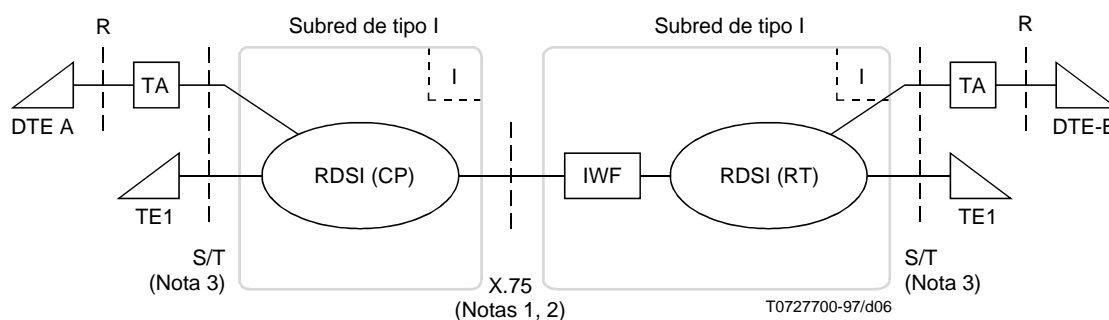 Subred de tipo I
Subred de tipo I
R
R
I
I
TA
TA
DTE A
DTE-B
RDSI (CP)
IWF
RDSI (RT)
TE1
TE1
S/T
(Nota 3)
S/T
(Nota 3)
X.75
(Notas 1, 2)
T0727700-97/d06